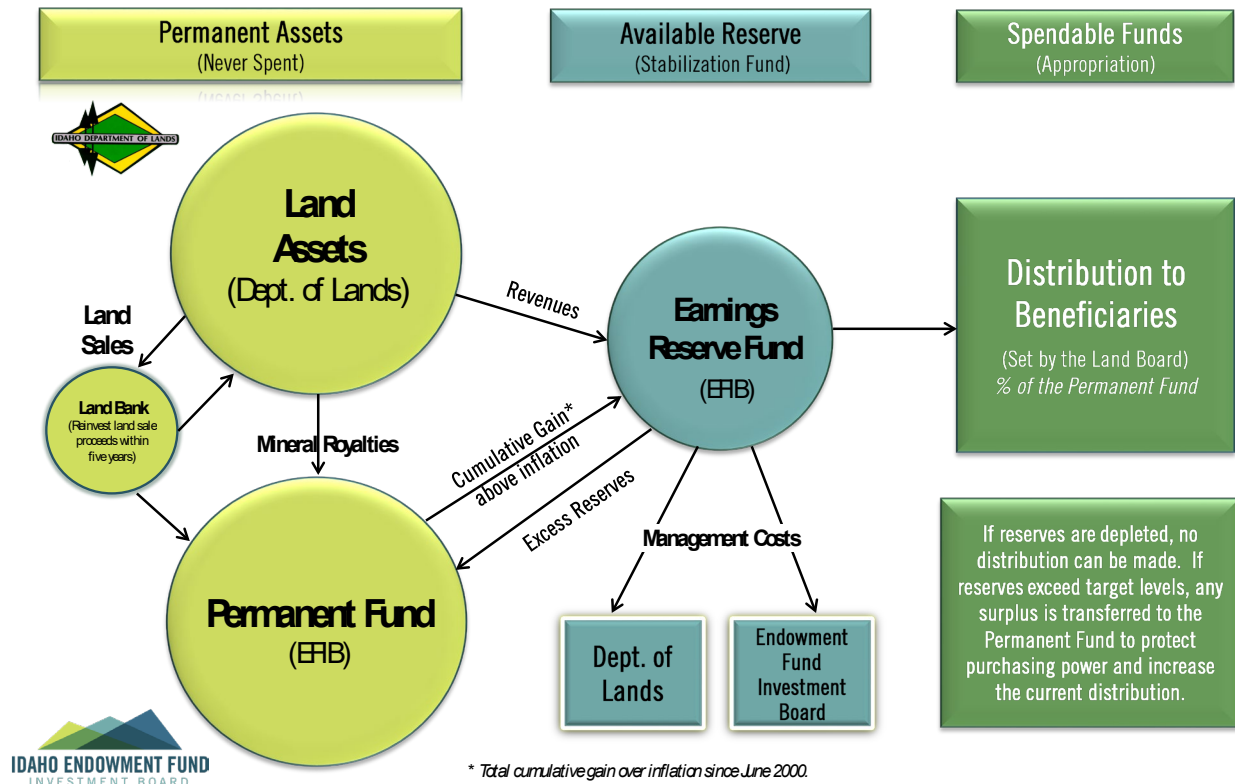 Permanent Assets
(Never Spent)
Available Reserve
(Stabilization Fund)
Spendable Funds
(Appropriation)
IDAHO DEPARTMENT OF LANDS
Land
Assets
(Dept. of Lands)
Revenues
Earnings
Reserve Fund
(EFIB)
Distribution to
Beneficiaries
(Set by the Land Board)
% of the Permanent Fund
Land
Sales
Land Bank
(Reinvest land sale
proceeds within
five years)
Mineral Royalties
Cumulative Gain*
above inflation
Excess Reserves
Management Costs
Permanent Fund
(EFIB)
Dept. of
Lands
Endowment
Fund
Investment
Board
If reserves are depleted, no
distribution can be made. If
reserves exceed target levels, any
surplus is transferred to the
Permanent Fund to protect
purchasing power and increase
the current distribution.
IDAHO ENDOWMENT FUND
INVESTMENT BOARD
* Total cumulative gain over inflation since June 2000.